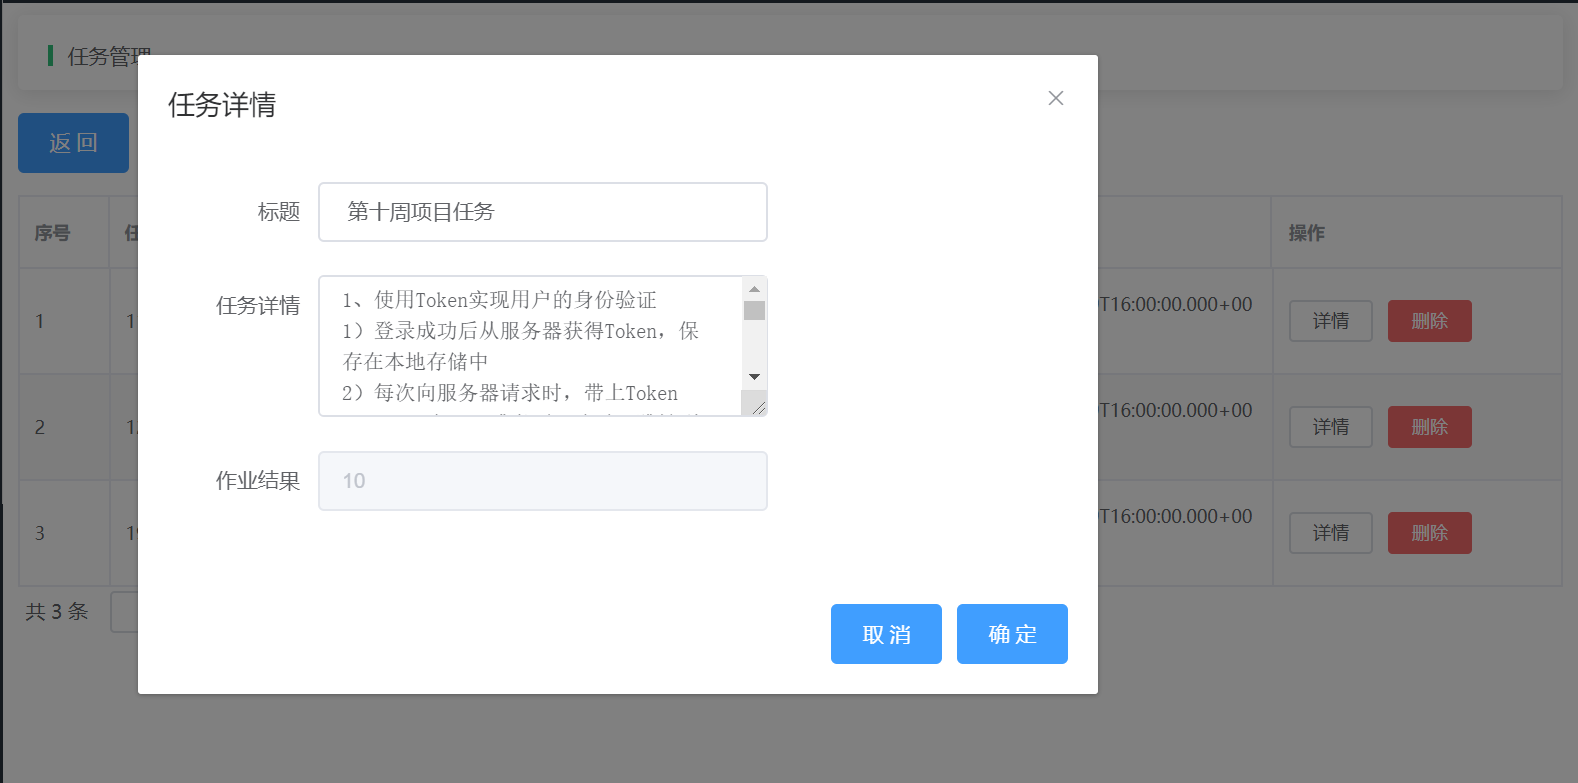 任务管理
任务详情
返 回
标题
第十周项目任务
序号
操作
任务详情
1、使用Token实现用户的身份验证
1）登录成功后从服务器获得Token，保
存在本地存储中
2）每次向服务器请求时，带上Token
1
1
T16:00:00.000+00
详情
删除
2
1
T16:00:00.000+00
详情
删除
作业结果
10
3
19
T16:00:00.000+00
详情
删除
共 3 条
取 消
确 定